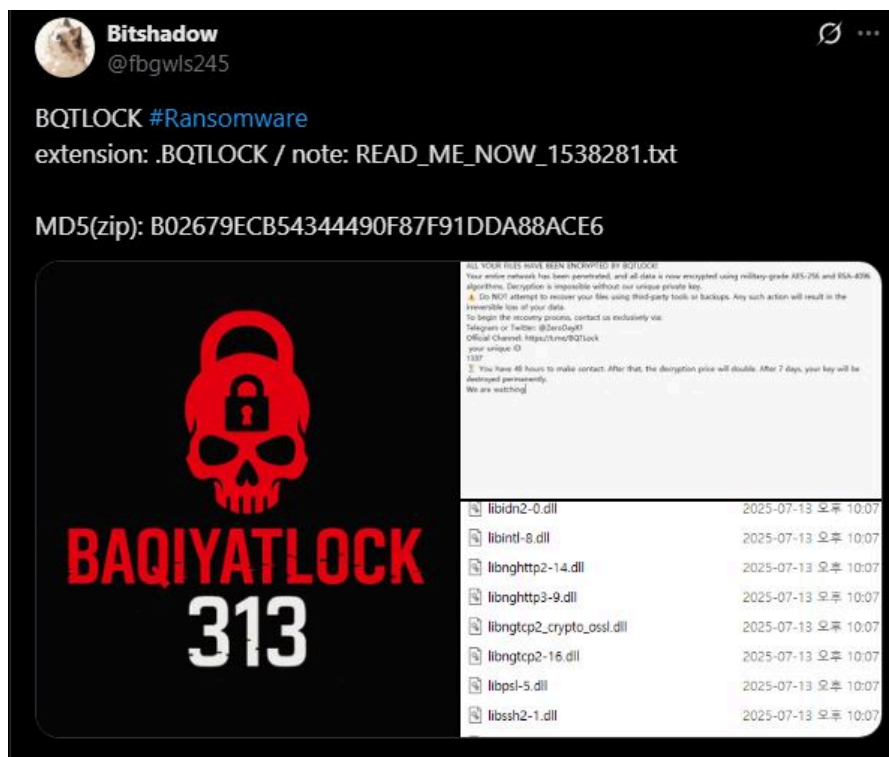 Bitshadow
@fbgwls245
BQTLOCK #Ransomware
extension: .BQTLOCK / note: READ_ME_NOW_1538281.txt
MD5(zip): B02679ECB54344490F87F91DDA88ACE6
BAQIYATLOCK
313
ALL YOUR FILES HAVE BEEN ENCRYPTED BY BQTLOCK!
Your entire network has been penetrated, and all data is now encrypted using military-grade AES-256 and RSA-4096
algorithms. Decryption is impossible without our unique private key.
⚠ Do NOT attempt to recover your files using third-party tools or backups. Any such action will result in the
irreversible loss of your data.
To begin the recovery process, contact us exclusively via:
Telegram or Twitter: @ZeroDayX1
Official Channel: https://t.me/BQTLock
your unique ID
1337
⏳ You have 48 hours to make contact. After that, the decryption price will double. After 7 days, your key will be
destroyed permanently.
We are watching
libidn2-0.dll 2025-07-13 오후 10:07
libintl-8.dll 2025-07-13 오후 10:07
libnghttp2-14.dll 2025-07-13 오후 10:07
libnghttp3-9.dll 2025-07-13 오후 10:07
libngtcp2_crypto_ossl.dll 2025-07-13 오후 10:07
libngtcp2-16.dll 2025-07-13 오후 10:07
libpsl-5.dll 2025-07-13 오후 10:07
libssh2-1.dll 2025-07-13 오후 10:07